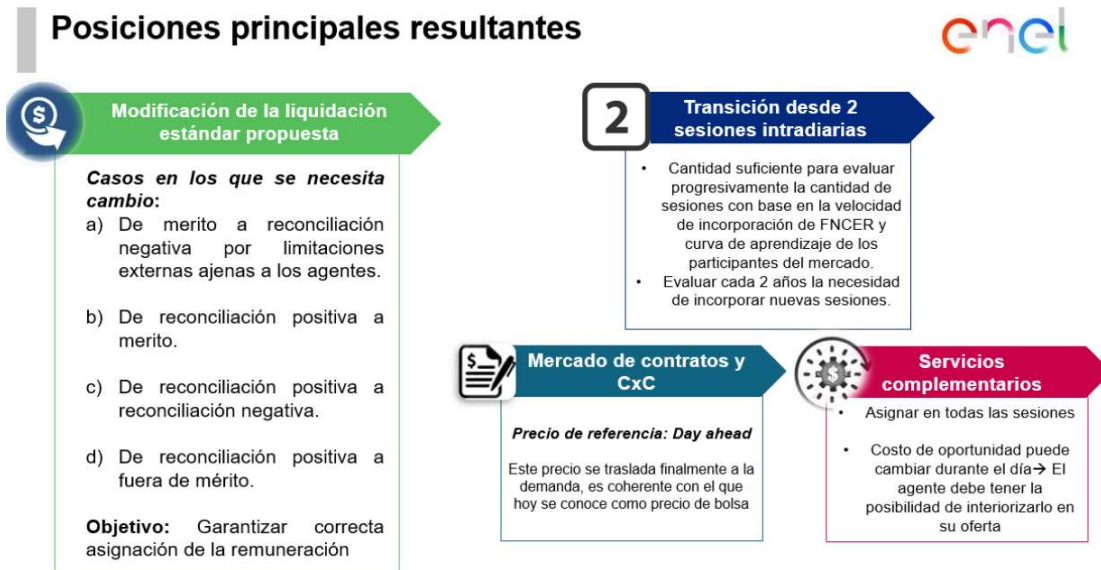 Posiciones principales resultantes
enel
Modificación de la liquidación
estándar propuesta
Casos en los que se necesita
cambio:
a) De merito a reconciliación
negativa por limitaciones
externas ajenas a los agentes.
b) De reconciliación positiva a
merito.
c) De reconciliación positiva a
reconciliación negativa.
d) De reconciliación positiva a
fuera de mérito.
Objetivo: Garantizar correcta
asignación de la remuneración
2
Transición desde 2
sesiones intradiarias
• Cantidad suficiente para evaluar
progresivamente la cantidad de
sesiones con base en la velocidad
de incorporación de FNCER y
curva de aprendizaje de los
participantes del mercado.
• Evaluar cada 2 años la necesidad
de incorporar nuevas sesiones.
$
Mercado de contratos y
CxC
Precio de referencia: Day ahead
Este precio se traslada finalmente a la
demanda, es coherente con el que
hoy se conoce como precio de bolsa
$
Servicios
complementarios
• Asignar en todas las sesiones
• Costo de oportunidad puede
cambiar durante el día→ El
agente debe tener la
posibilidad de interiorizarlo en
su oferta